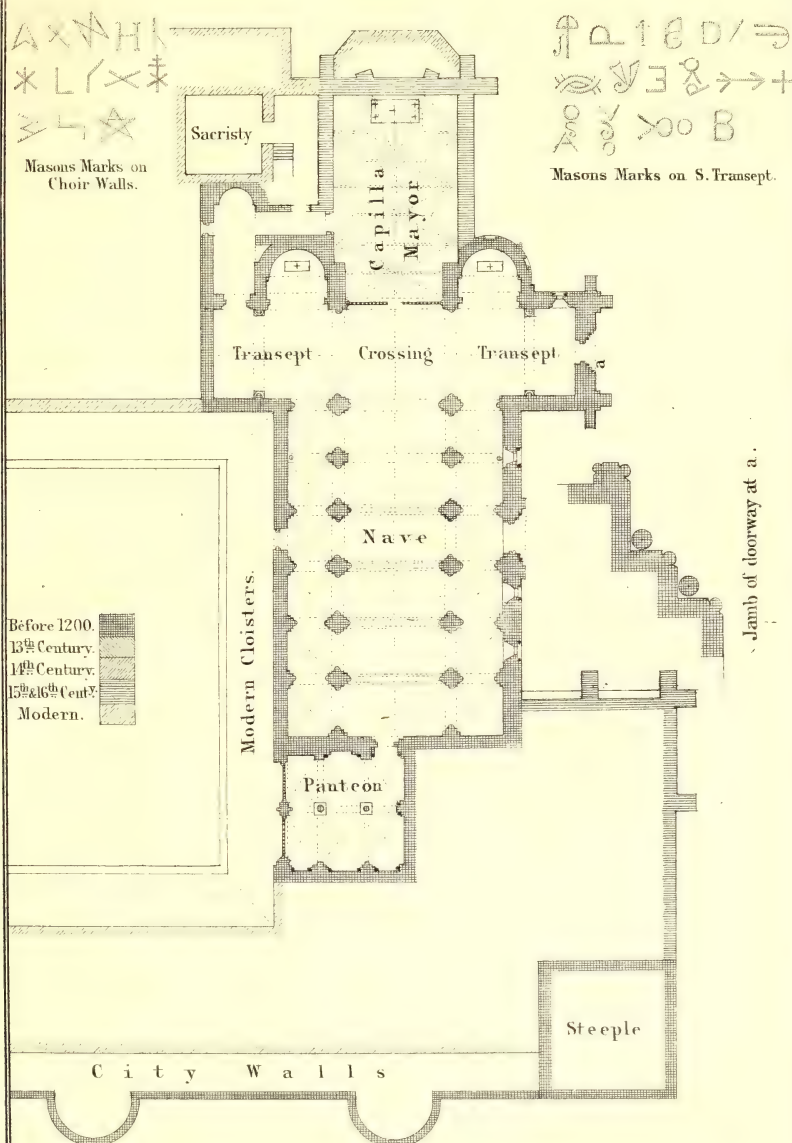 Masons Marks on
Choir Walls.
Masons Marks on S. Transept.
Sacristy
Capilla
Mayor
Transept
Crossing
Transept
a
Nave
Jamb of doorway at a.
Before 1200.
13th Century.
14th Century.
15th & 16th Centy.
Modern.
Modern Cloisters.
Panteon
Steeple
City Walls